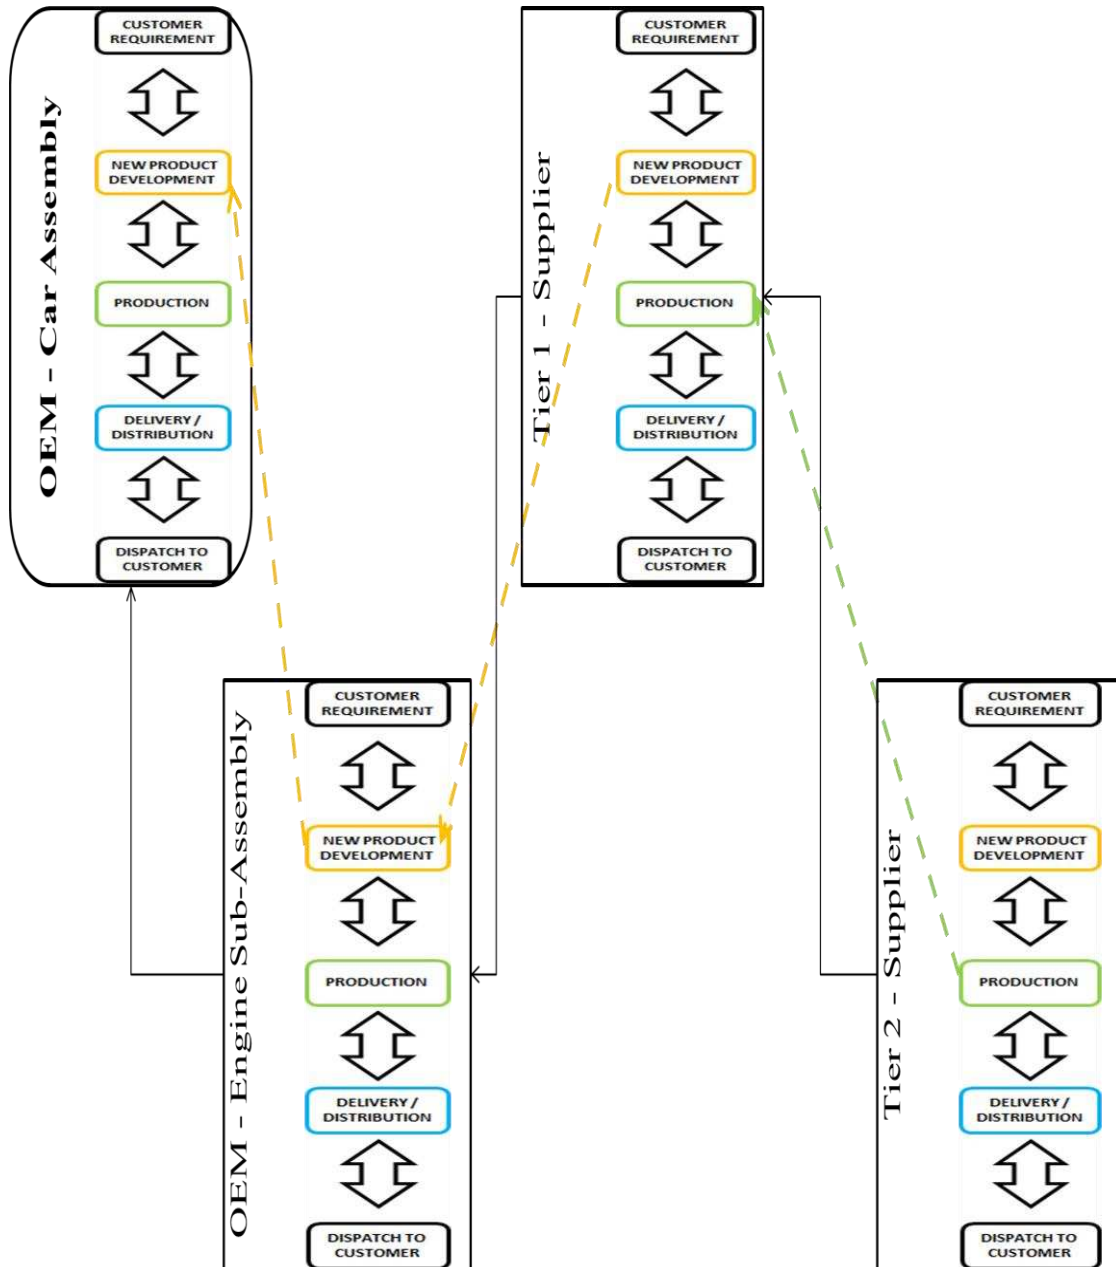 OEM - Car Assembly
CUSTOMER
REQUIREMENT
NEW PRODUCT
DEVELOPMENT
PRODUCTION
DELIVERY /
DISTRIBUTION
DISPATCH TO
CUSTOMER
Tier 1 - Supplier
CUSTOMER
REQUIREMENT
NEW PRODUCT
DEVELOPMENT
PRODUCTION
DELIVERY /
DISTRIBUTION
DISPATCH TO
CUSTOMER
OEM - Engine Sub-Assembly
CUSTOMER
REQUIREMENT
NEW PRODUCT
DEVELOPMENT
PRODUCTION
DELIVERY /
DISTRIBUTION
DISPATCH TO
CUSTOMER
Tier 2 - Supplier
CUSTOMER
REQUIREMENT
NEW PRODUCT
DEVELOPMENT
PRODUCTION
DELIVERY /
DISTRIBUTION
DISPATCH TO
CUSTOMER